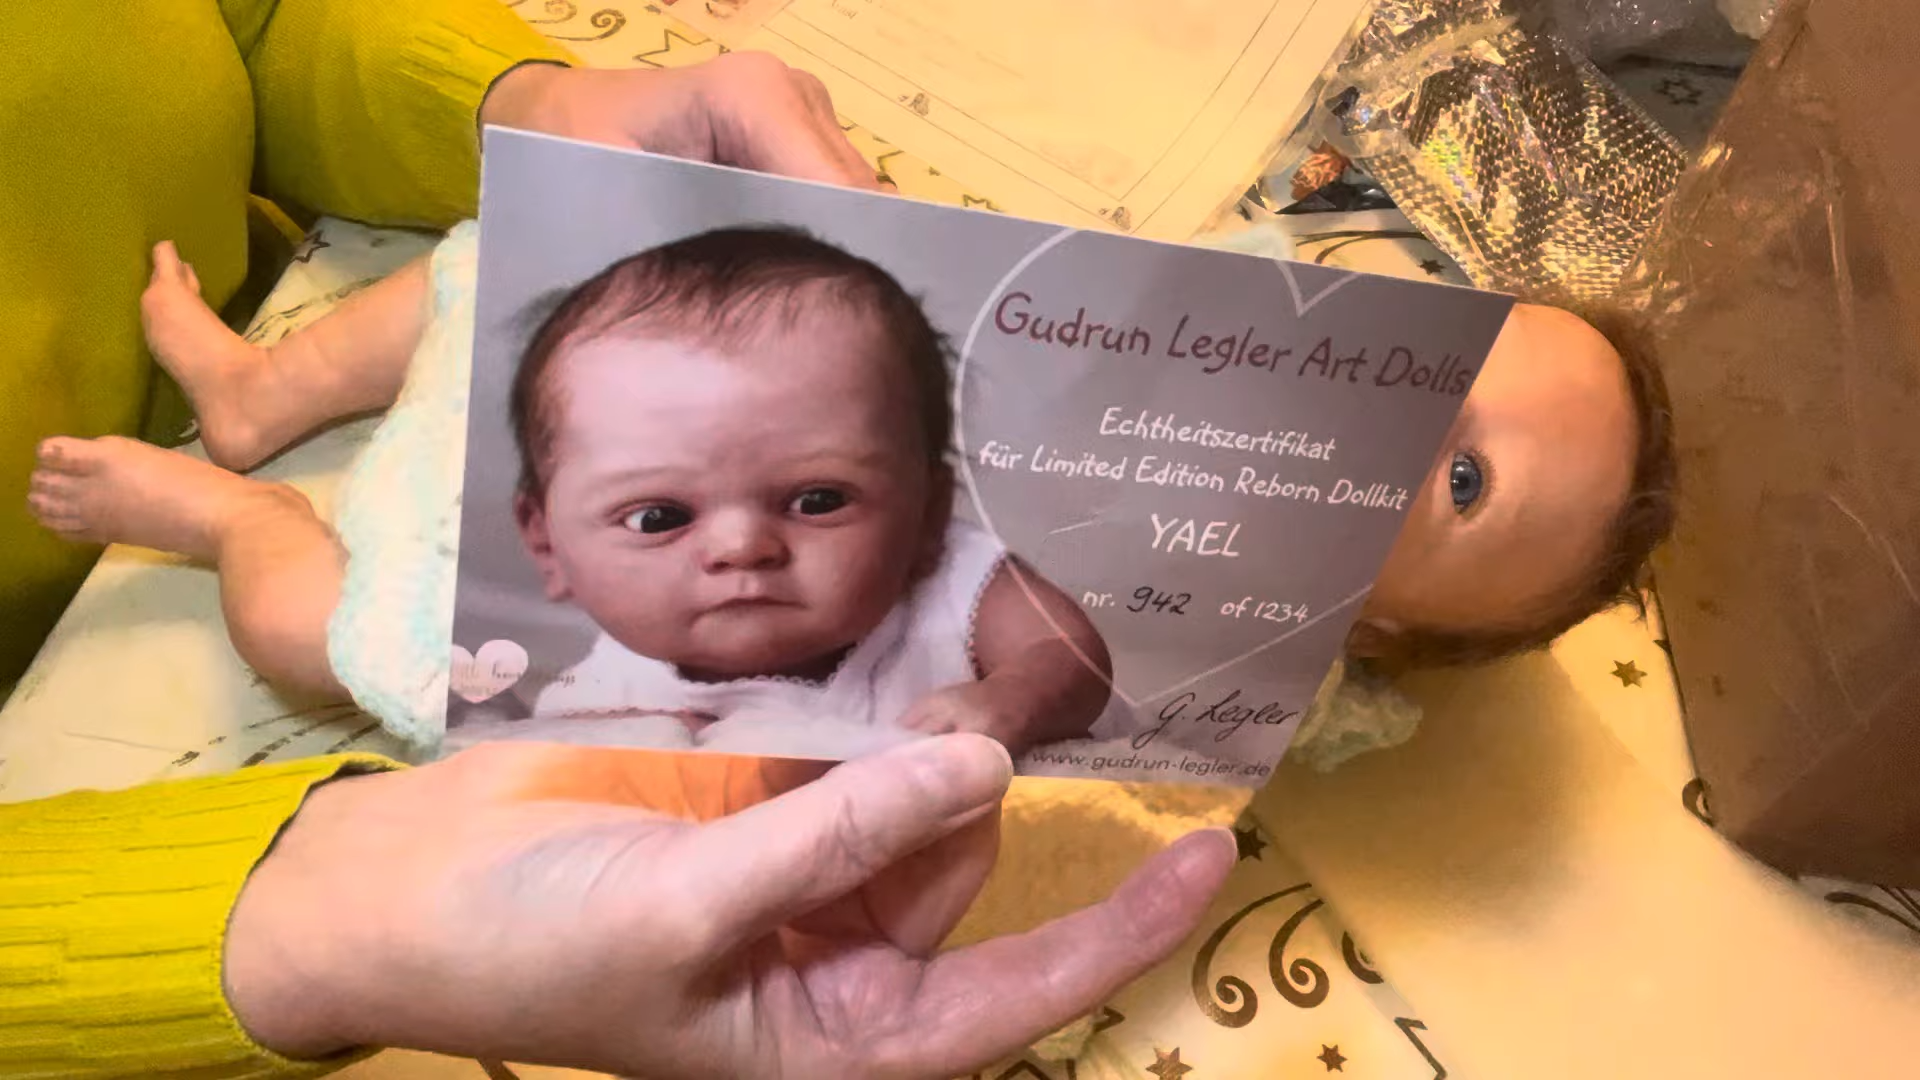 Gudrun Legler Art Dolls
Echtheitszertifikat
für Limited Edition Reborn Dollkit
YAEL
nr. 942 of 1234
G. Legler
www.gudrun-legler.de